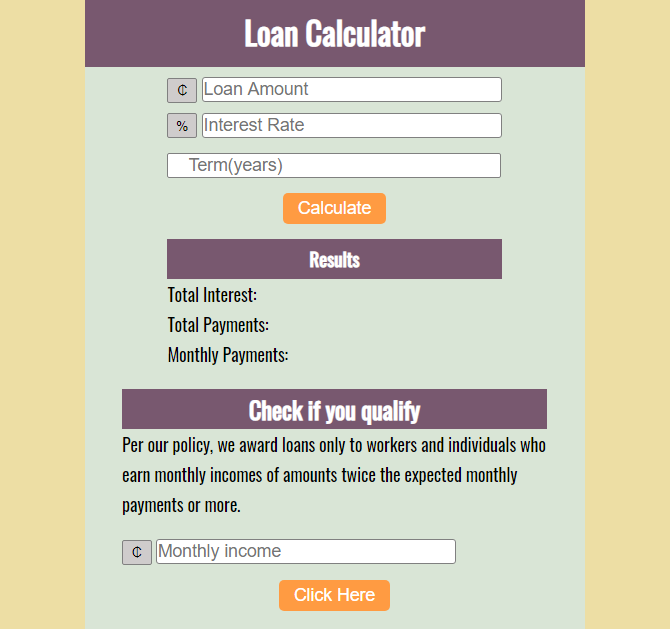 Loan Calculator
₵ Loan Amount
% Interest Rate
Term(years)
Calculate
Results
Total Interest:
Total Payments:
Monthly Payments:
Check if you qualify
Per our policy, we award loans only to workers and individuals who
earn monthly incomes of amounts twice the expected monthly
payments or more.
₵ Monthly income
Click Here